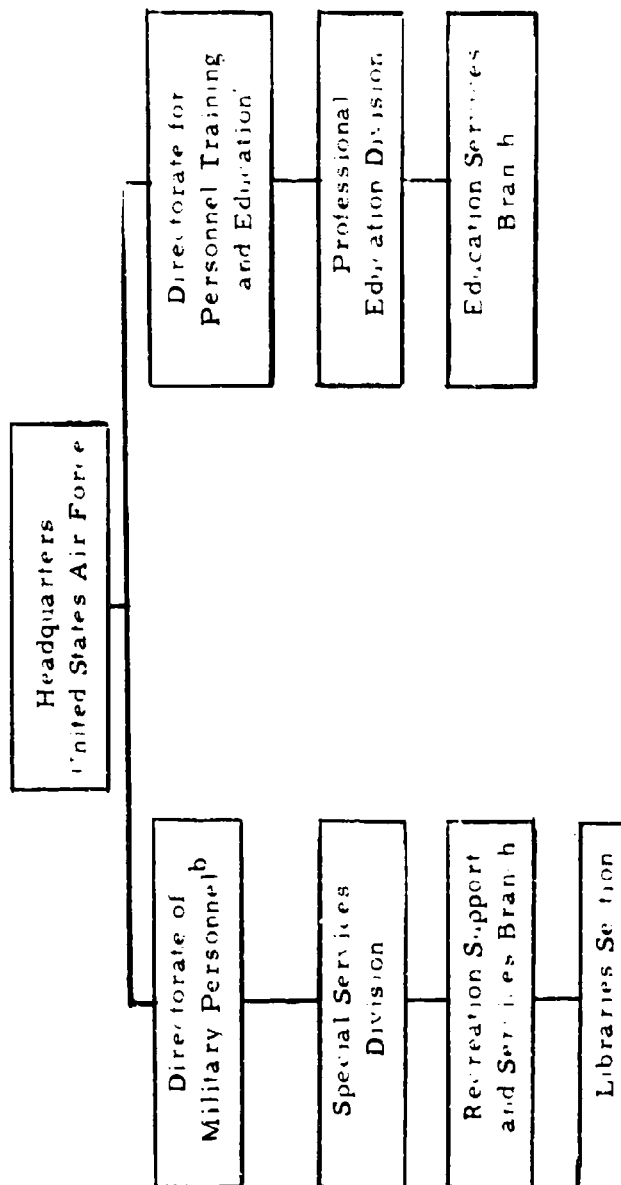 Headquarters
United States Air Force
Directorate of
Military Personnel^b
Special Services
Division
Recreation Support
and Services Branch
Libraries Section
Directorate for
Personnel Training
and Education
Professional
Education Division
Education Services
Branch